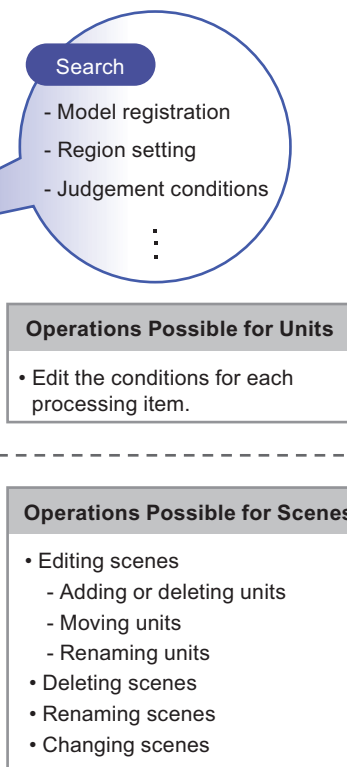 Search
- Model registration
- Region setting
- Judgement conditions
⋮
Operations Possible for Units
• Edit the conditions for each
processing item.
Operations Possible for Scenes
• Editing scenes
- Adding or deleting units
- Moving units
- Renaming units
• Deleting scenes
• Renaming scenes
• Changing scenes